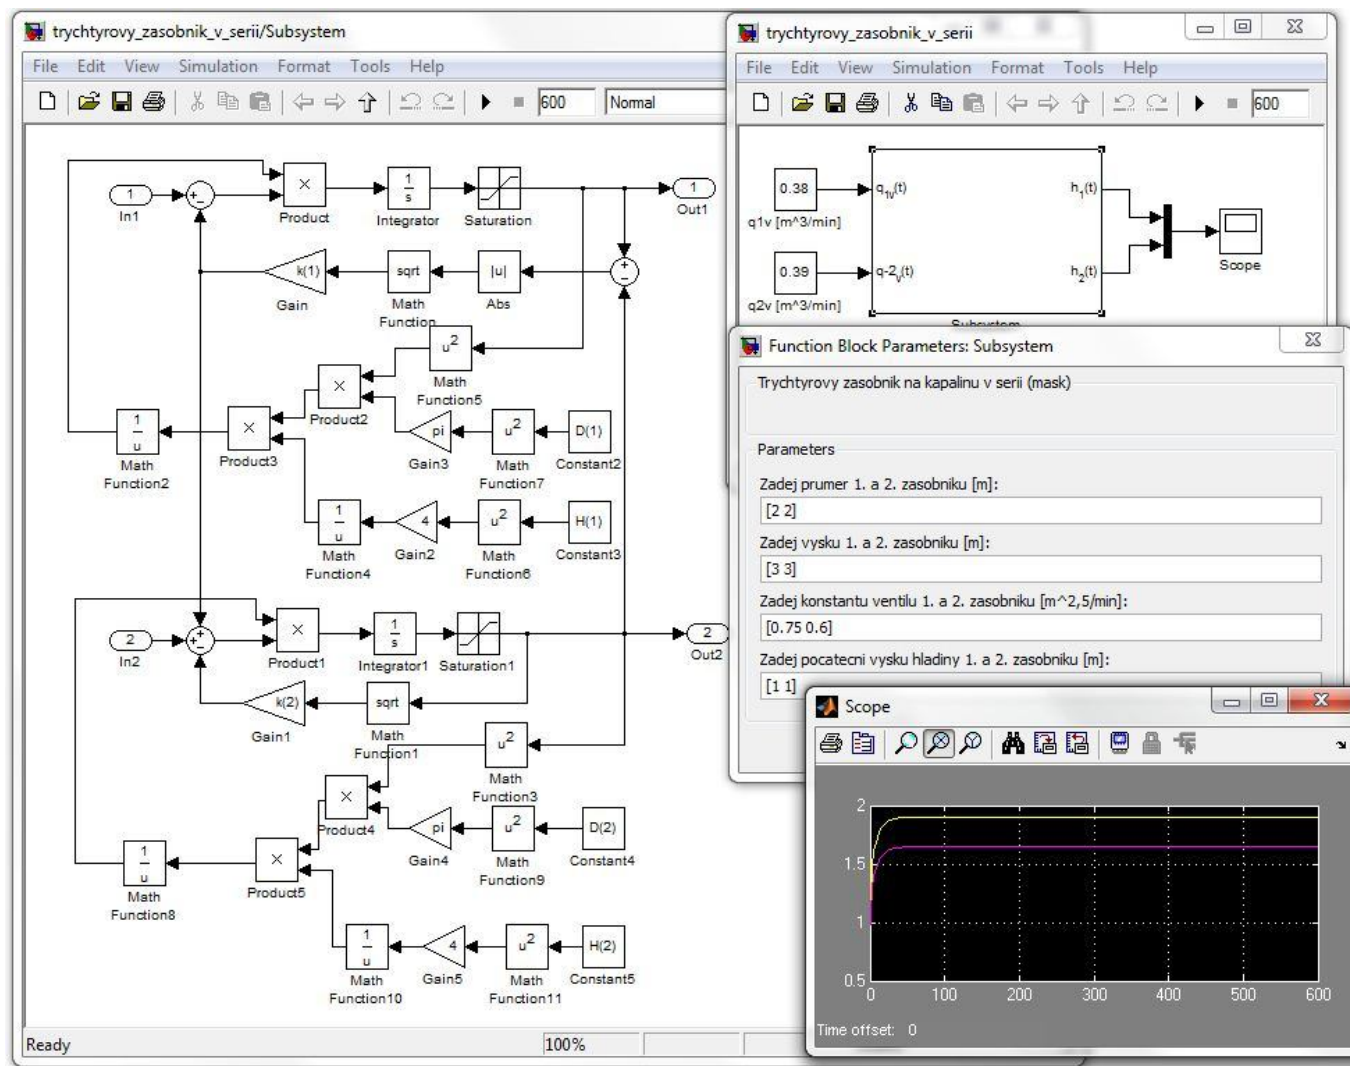 trychtyrovy_zasobnik_v_serii/Subsystem
File Edit View Simulation Format Tools Help
600 Normal
1
In1
×
Product
1
s
Integrator
Saturation
1
Out1
k(1)
Gain
sqrt
Math
Function
|u|
Abs
u2
Math
Function5
×
Product2
×
Product3
1
u
Math
Function2
pi
Gain3
u2
Math
Function7
D(1)
Constant2
1
u
Math
Function4
4
Gain2
u2
Math
Function6
H(1)
Constant3
2
In2
×
Product1
1
s
Integrator1
Saturation1
2
Out2
k(2)
Gain1
sqrt
Math
Function1
u2
Math
Function3
×
Product4
pi
Gain4
u2
Math
Function9
D(2)
Constant4
1
u
Math
Function8
×
Product5
1
u
Math
Function10
4
Gain5
u2
Math
Function11
H(2)
Constant5
Ready 100%
trychtyrovy_zasobnik_v_serii
File Edit View Simulation Format Tools Help
600
0.38
q1v [m^3/min]
0.39
q2v [m^3/min]
q1v(t)
q-2v(t)
h1(t)
h2(t)
Subsystem
Scope
Function Block Parameters: Subsystem
Trychtyrovy zasobnik na kapalinu v serii (mask)
Parameters
Zadej prumer 1. a 2. zasobniku [m]:
[2 2]
Zadej vysku 1. a 2. zasobniku [m]:
[3 3]
Zadej konstantu ventilu 1. a 2. zasobniku [m^2,5/min]:
[0.75 0.6]
Zadej pocatecni vysku hladiny 1. a 2. zasobniku [m]:
[1 1]
Scope
2
1.5
1
0.5
0 100 200 300 400 500 600
Time offset: 0